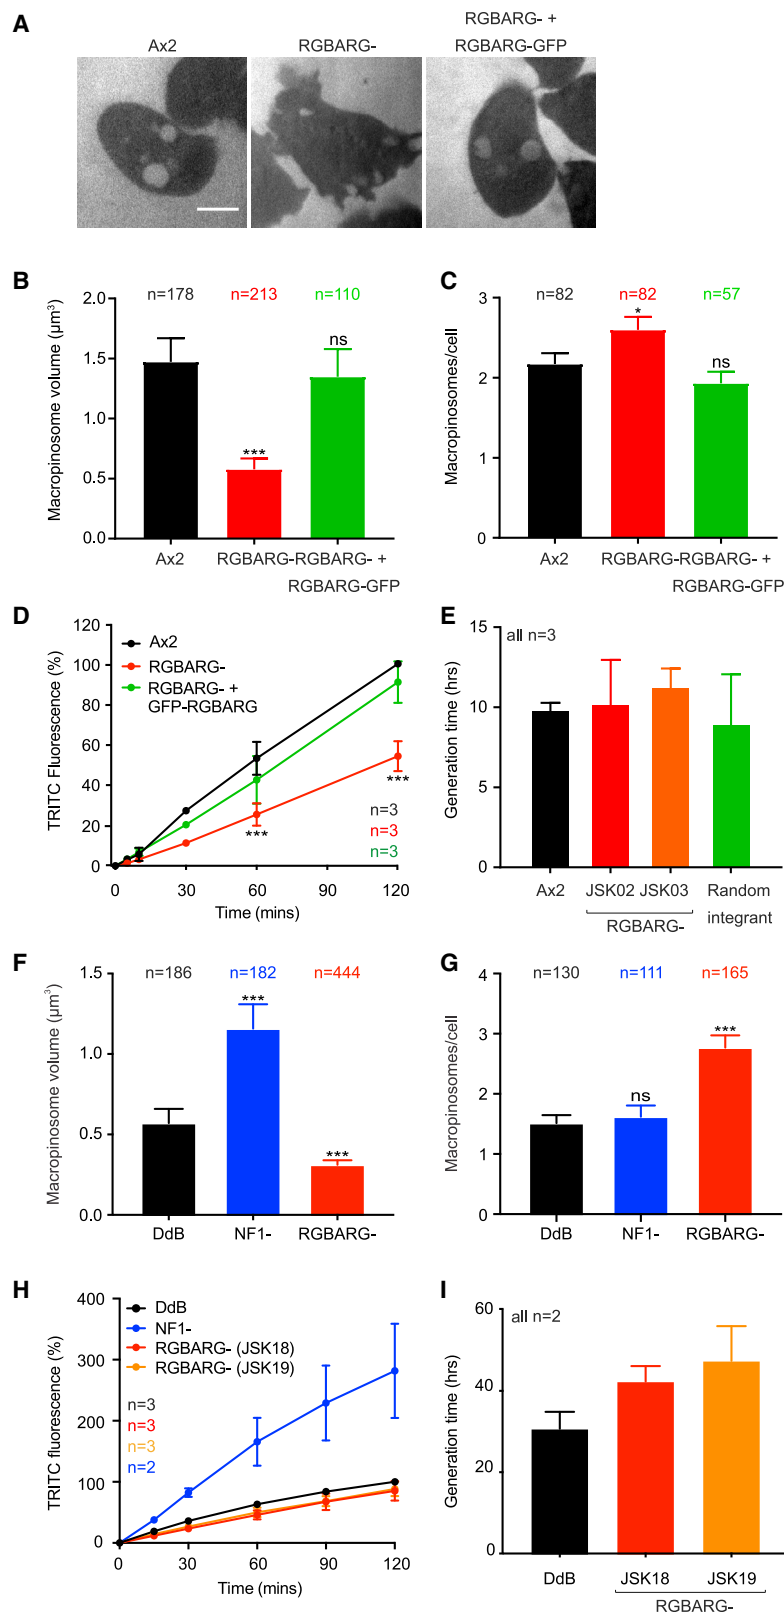 A
Ax2
RGBARG-
RGBARG- +
RGBARG-GFP
B
n=178
n=213
n=110
Macropinosome volume (μm³)
2.0
1.5
1.0
0.5
0.0
***
ns
Ax2
RGBARG-
RGBARG- +
RGBARG-GFP
C
n=82
n=82
n=57
Macropinosomes/cell
3
2
1
0
*
ns
Ax2
RGBARG-
RGBARG- +
RGBARG-GFP
D
TRITC Fluorescence (%)
120
100
80
60
40
20
0
Ax2
RGBARG-
RGBARG- +
GFP-RGBARG
***
***
n=3
n=3
n=3
0
30
60
90
120
Time (mins)
E
all n=3
Generation time (hrs)
15
10
5
0
Ax2
JSK02
JSK03
Random
integrant
RGBARG-
F
n=186
n=182
n=444
Macropinosome volume (μm³)
1.5
1.0
0.5
0.0
***
***
DdB
NF1-
RGBARG-
G
n=130
n=111
n=165
Macropinosomes/cell
4
3
2
1
0
ns
***
DdB
NF1-
RGBARG-
H
TRITC fluorescence (%)
400
300
200
100
0
DdB
NF1-
RGBARG- (JSK18)
RGBARG- (JSK19)
n=3
n=3
n=3
n=2
0
30
60
90
120
Time (mins)
I
all n=2
Generation time (hrs)
60
40
20
0
DdB
JSK18
JSK19
RGBARG-